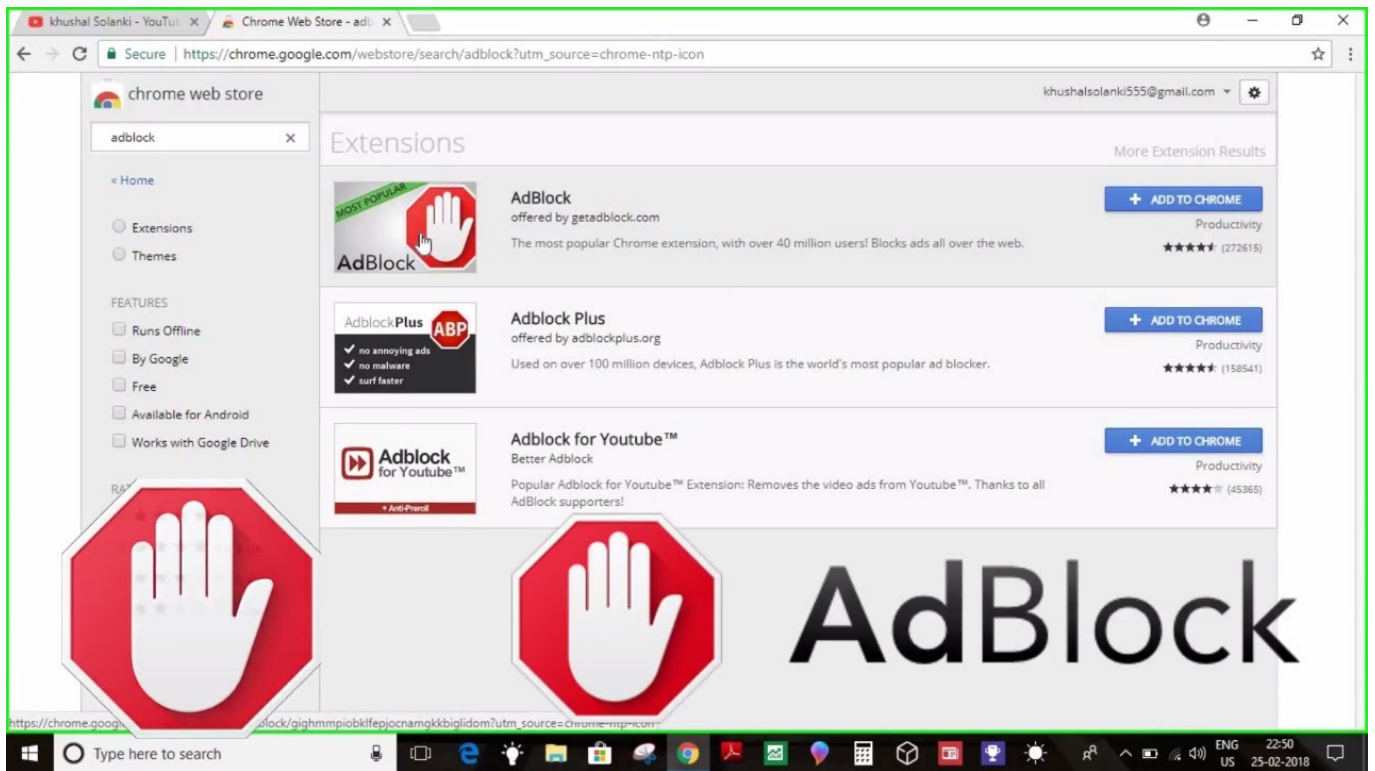 khushal Solanki - YouTu
Chrome Web Store - adb
Secure | https://chrome.google.com/webstore/search/adblock?utm_source=chrome-ntp-icon
chrome web store
khushalsolanki555@gmail.com
adblock
Extensions
More Extension Results
« Home
Extensions
Themes
FEATURES
Runs Offline
By Google
Free
Available for Android
Works with Google Drive
MOST POPULAR
AdBlock
AdBlock
offered by getadblock.com
The most popular Chrome extension, with over 40 million users! Blocks ads all over the web.
ADD TO CHROME
Productivity
(272615)
AdblockPlus
ABP
no annoying ads
no malware
surf faster
Adblock Plus
offered by adblockplus.org
Used on over 100 million devices, Adblock Plus is the world's most popular ad blocker.
ADD TO CHROME
Productivity
(158541)
Adblock
for Youtube™
+ Anti-Preroll
Adblock for Youtube™
Better Adblock
Popular Adblock for Youtube™ Extension: Removes the video ads from Youtube™. Thanks to all
AdBlock supporters!
ADD TO CHROME
Productivity
(45365)
AdBlock
Type here to search
ENG
US
22:50
25-02-2018